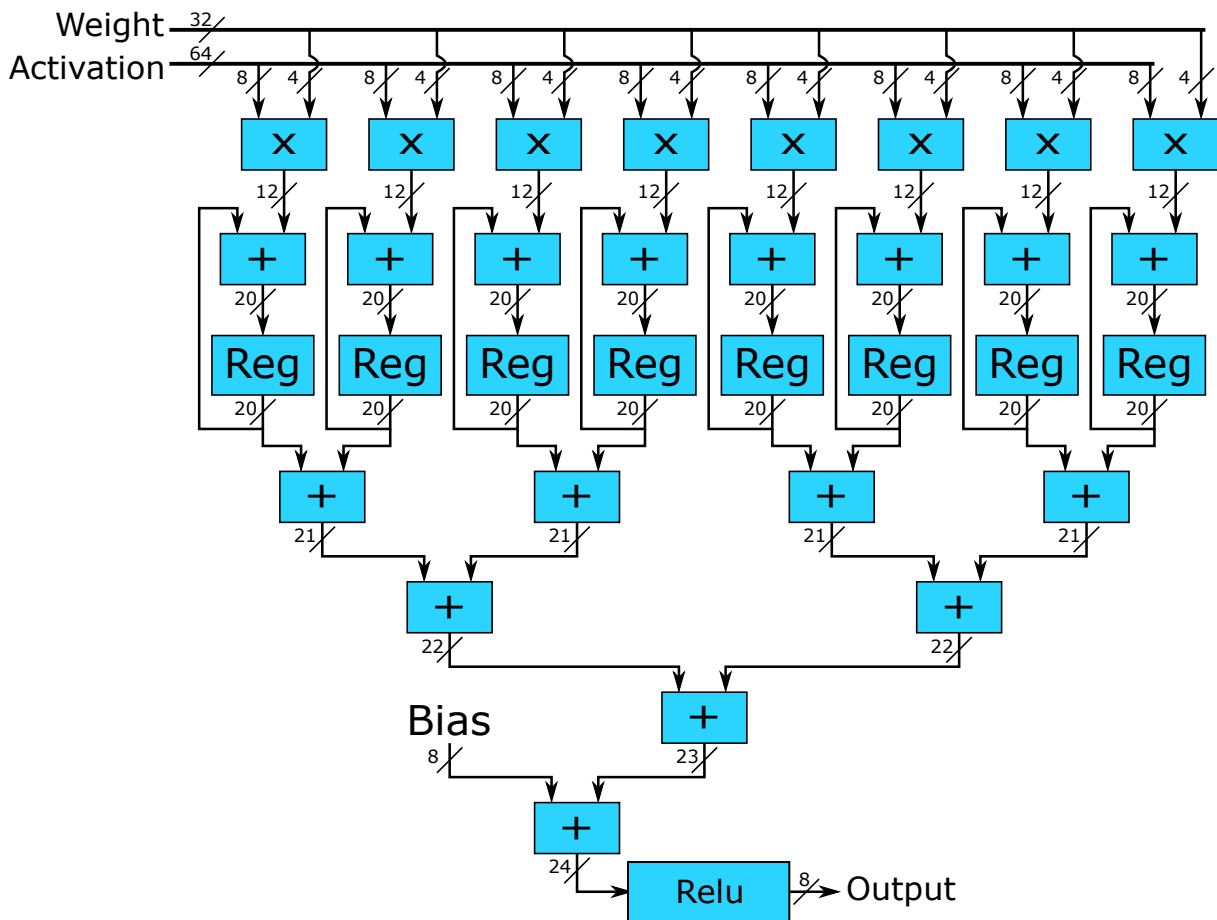 Weight 32
Activation 64
8 4 8 4 8 4 8 4 8 4 8 4 8 4 8 4
x x x x x x x x
12 12 12 12 12 12 12 12
+ + + + + + + +
20 20 20 20 20 20 20 20
Reg Reg Reg Reg Reg Reg Reg Reg
20 20 20 20 20 20 20 20
+ + + +
21 21 21 21
+ +
22 22
+
Bias
8 23
+
24
Relu 8 Output